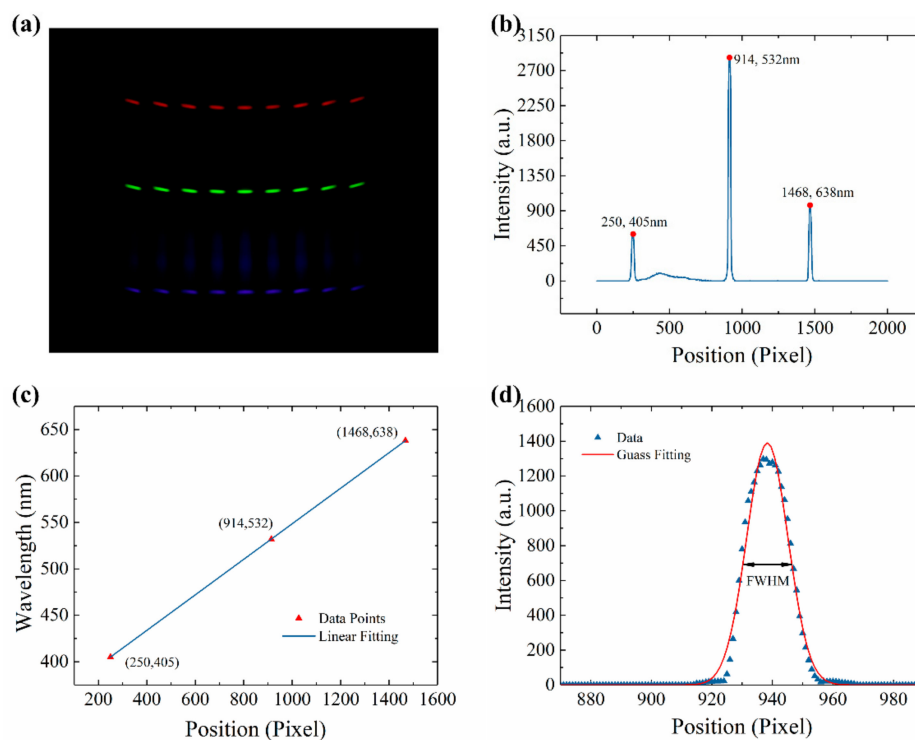 (a)
(b)
3150
2700
2250
1800
1350
900
450
0
Intensity (a.u.)
914, 532nm
1468, 638nm
250, 405nm
0 500 1000 1500 2000
Position (Pixel)
(c)
650
600
550
500
450
400
Wavelength (nm)
(1468,638)
(914,532)
(250,405)
Data Points
Linear Fitting
200 400 600 800 1000 1200 1400 1600
Position (Pixel)
(d)
1600
1400
1200
1000
800
600
400
200
0
Intensity (a.u.)
Data
Guass Fitting
FWHM
880 900 920 940 960 980
Position (Pixel)